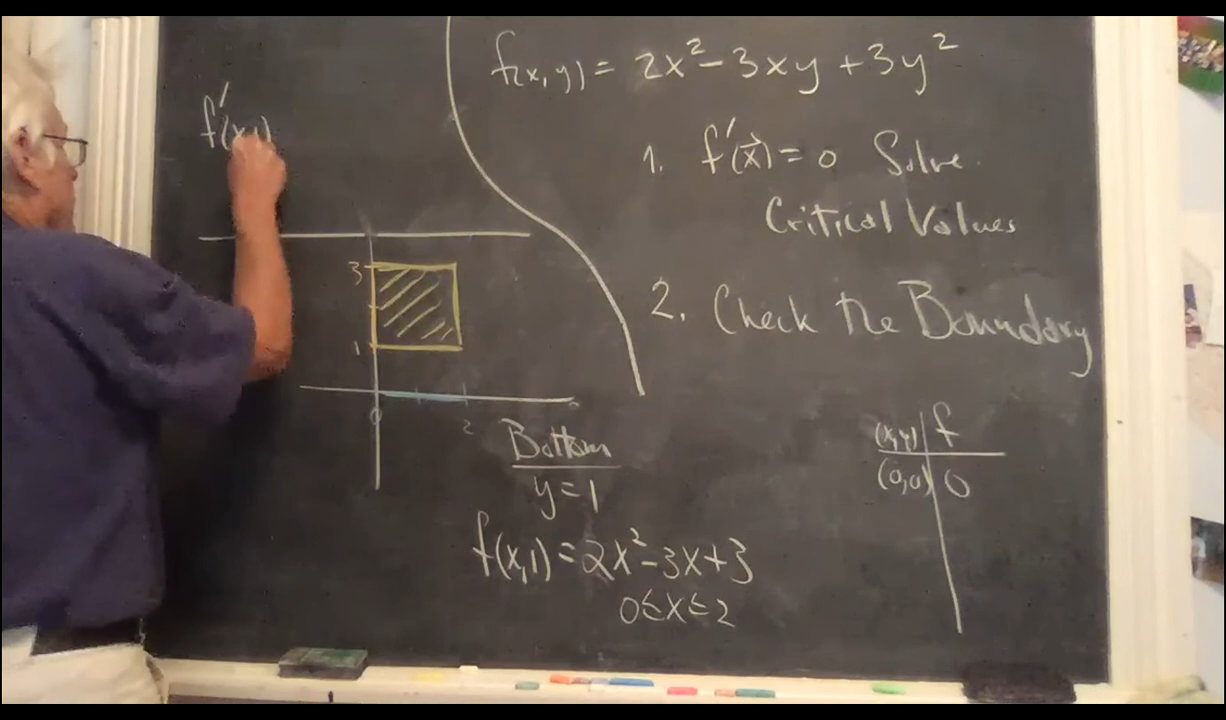 f(x,y) = 2x² - 3xy + 3y²
1. f'(x⃗) = 0 Solve.
Critical Values
2. Check the Boundary
f'(x,1)
3
1
0
2
Bottom
y = 1
f(x,1) = 2x² - 3x + 3
0 ≤ x ≤ 2
(x,y) | f
(0,0) | 0